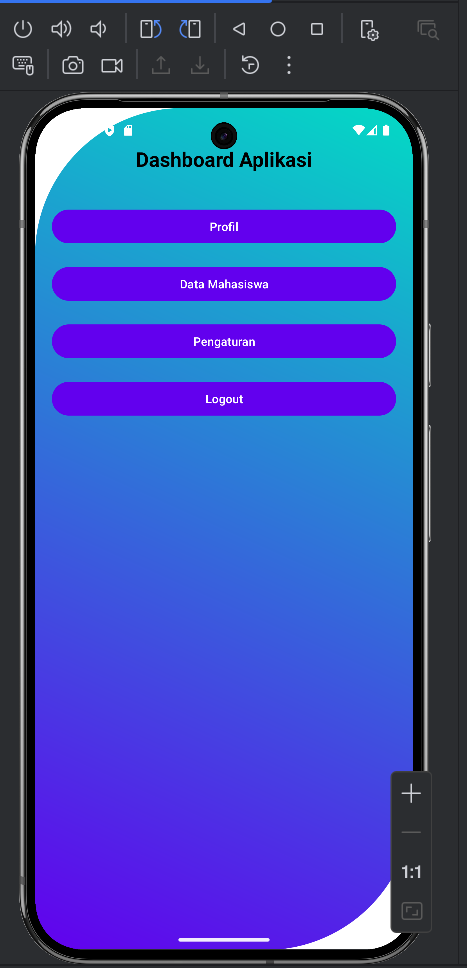 Dashboard Aplikasi
Profil
Data Mahasiswa
Pengaturan
Logout
1:1